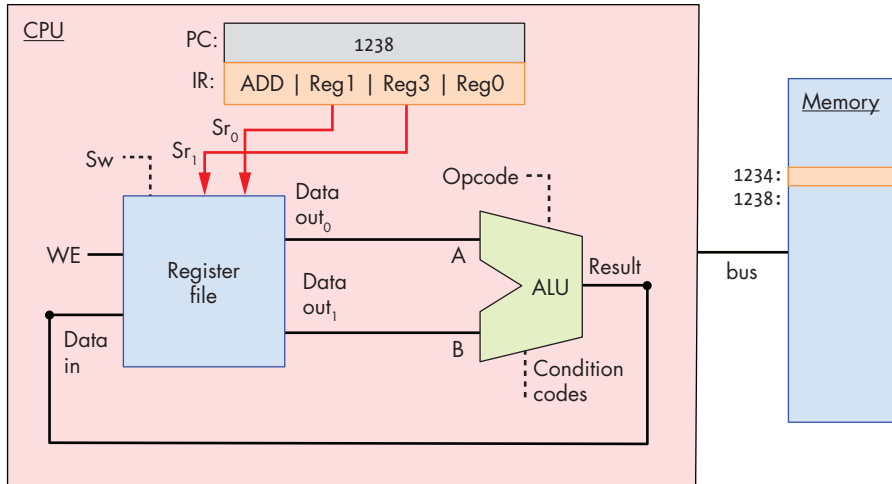 CPU
PC: 1238
IR: ADD | Reg1 | Reg3 | Reg0
Sr0
Sr1
Sw
WE
Register
file
Data
in
Data
out0
Data
out1
Opcode
A
B
ALU
Result
Condition
codes
bus
Memory
1234:
1238: